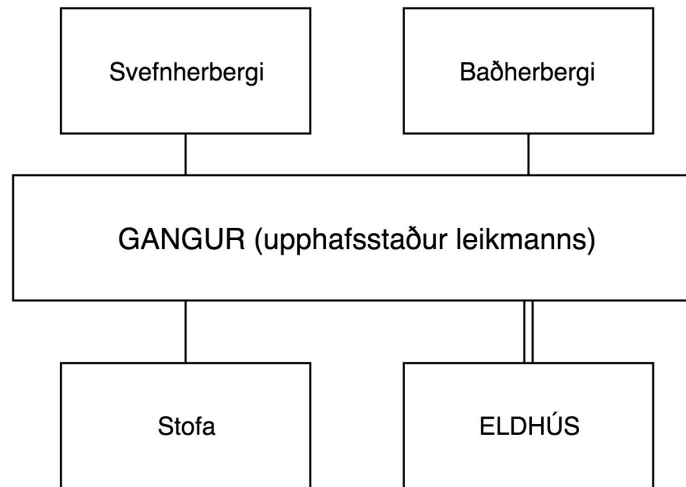 Svefnherbergi
Baðherbergi
GANGUR (upphafsstaður leikmanns)
Stofa
ELDHÚS